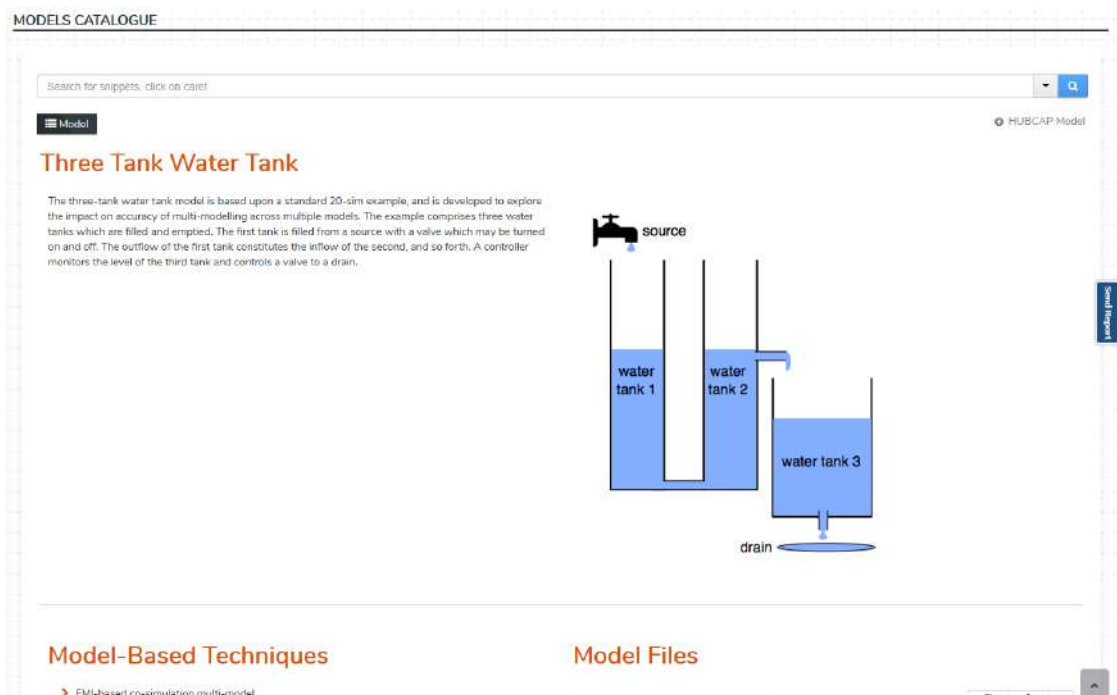 MODELS CATALOGUE
Search for snippets, click on caret
Model
HUBCAP Model
Three Tank Water Tank
The three-tank water tank model is based upon a standard 20-sim example, and is developed to explore
the impact on accuracy of multi-modelling across multiple models. The example comprises three water
tanks which are filled and emptied. The first tank is filled from a source with a valve which may be turned
on and off. The outflow of the first tank constitutes the inflow of the second, and so forth. A controller
monitors the level of the third tank and controls a valve to a drain.
source
water
tank 1
water
tank 2
water tank 3
drain
Send Report
Model-Based Techniques
Model Files
FMI-based co-simulation multi-model